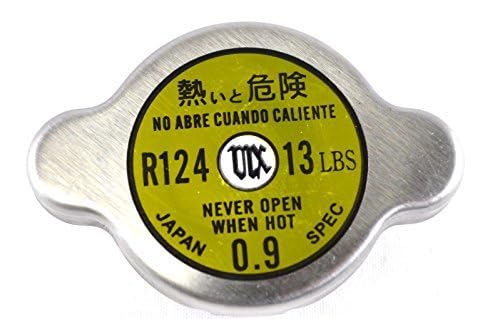 熱いと危険
NO ABRE CUANDO CALIENTE
R124 13 LBS
NEVER OPEN
WHEN HOT
JAPAN 0.9 SPEC